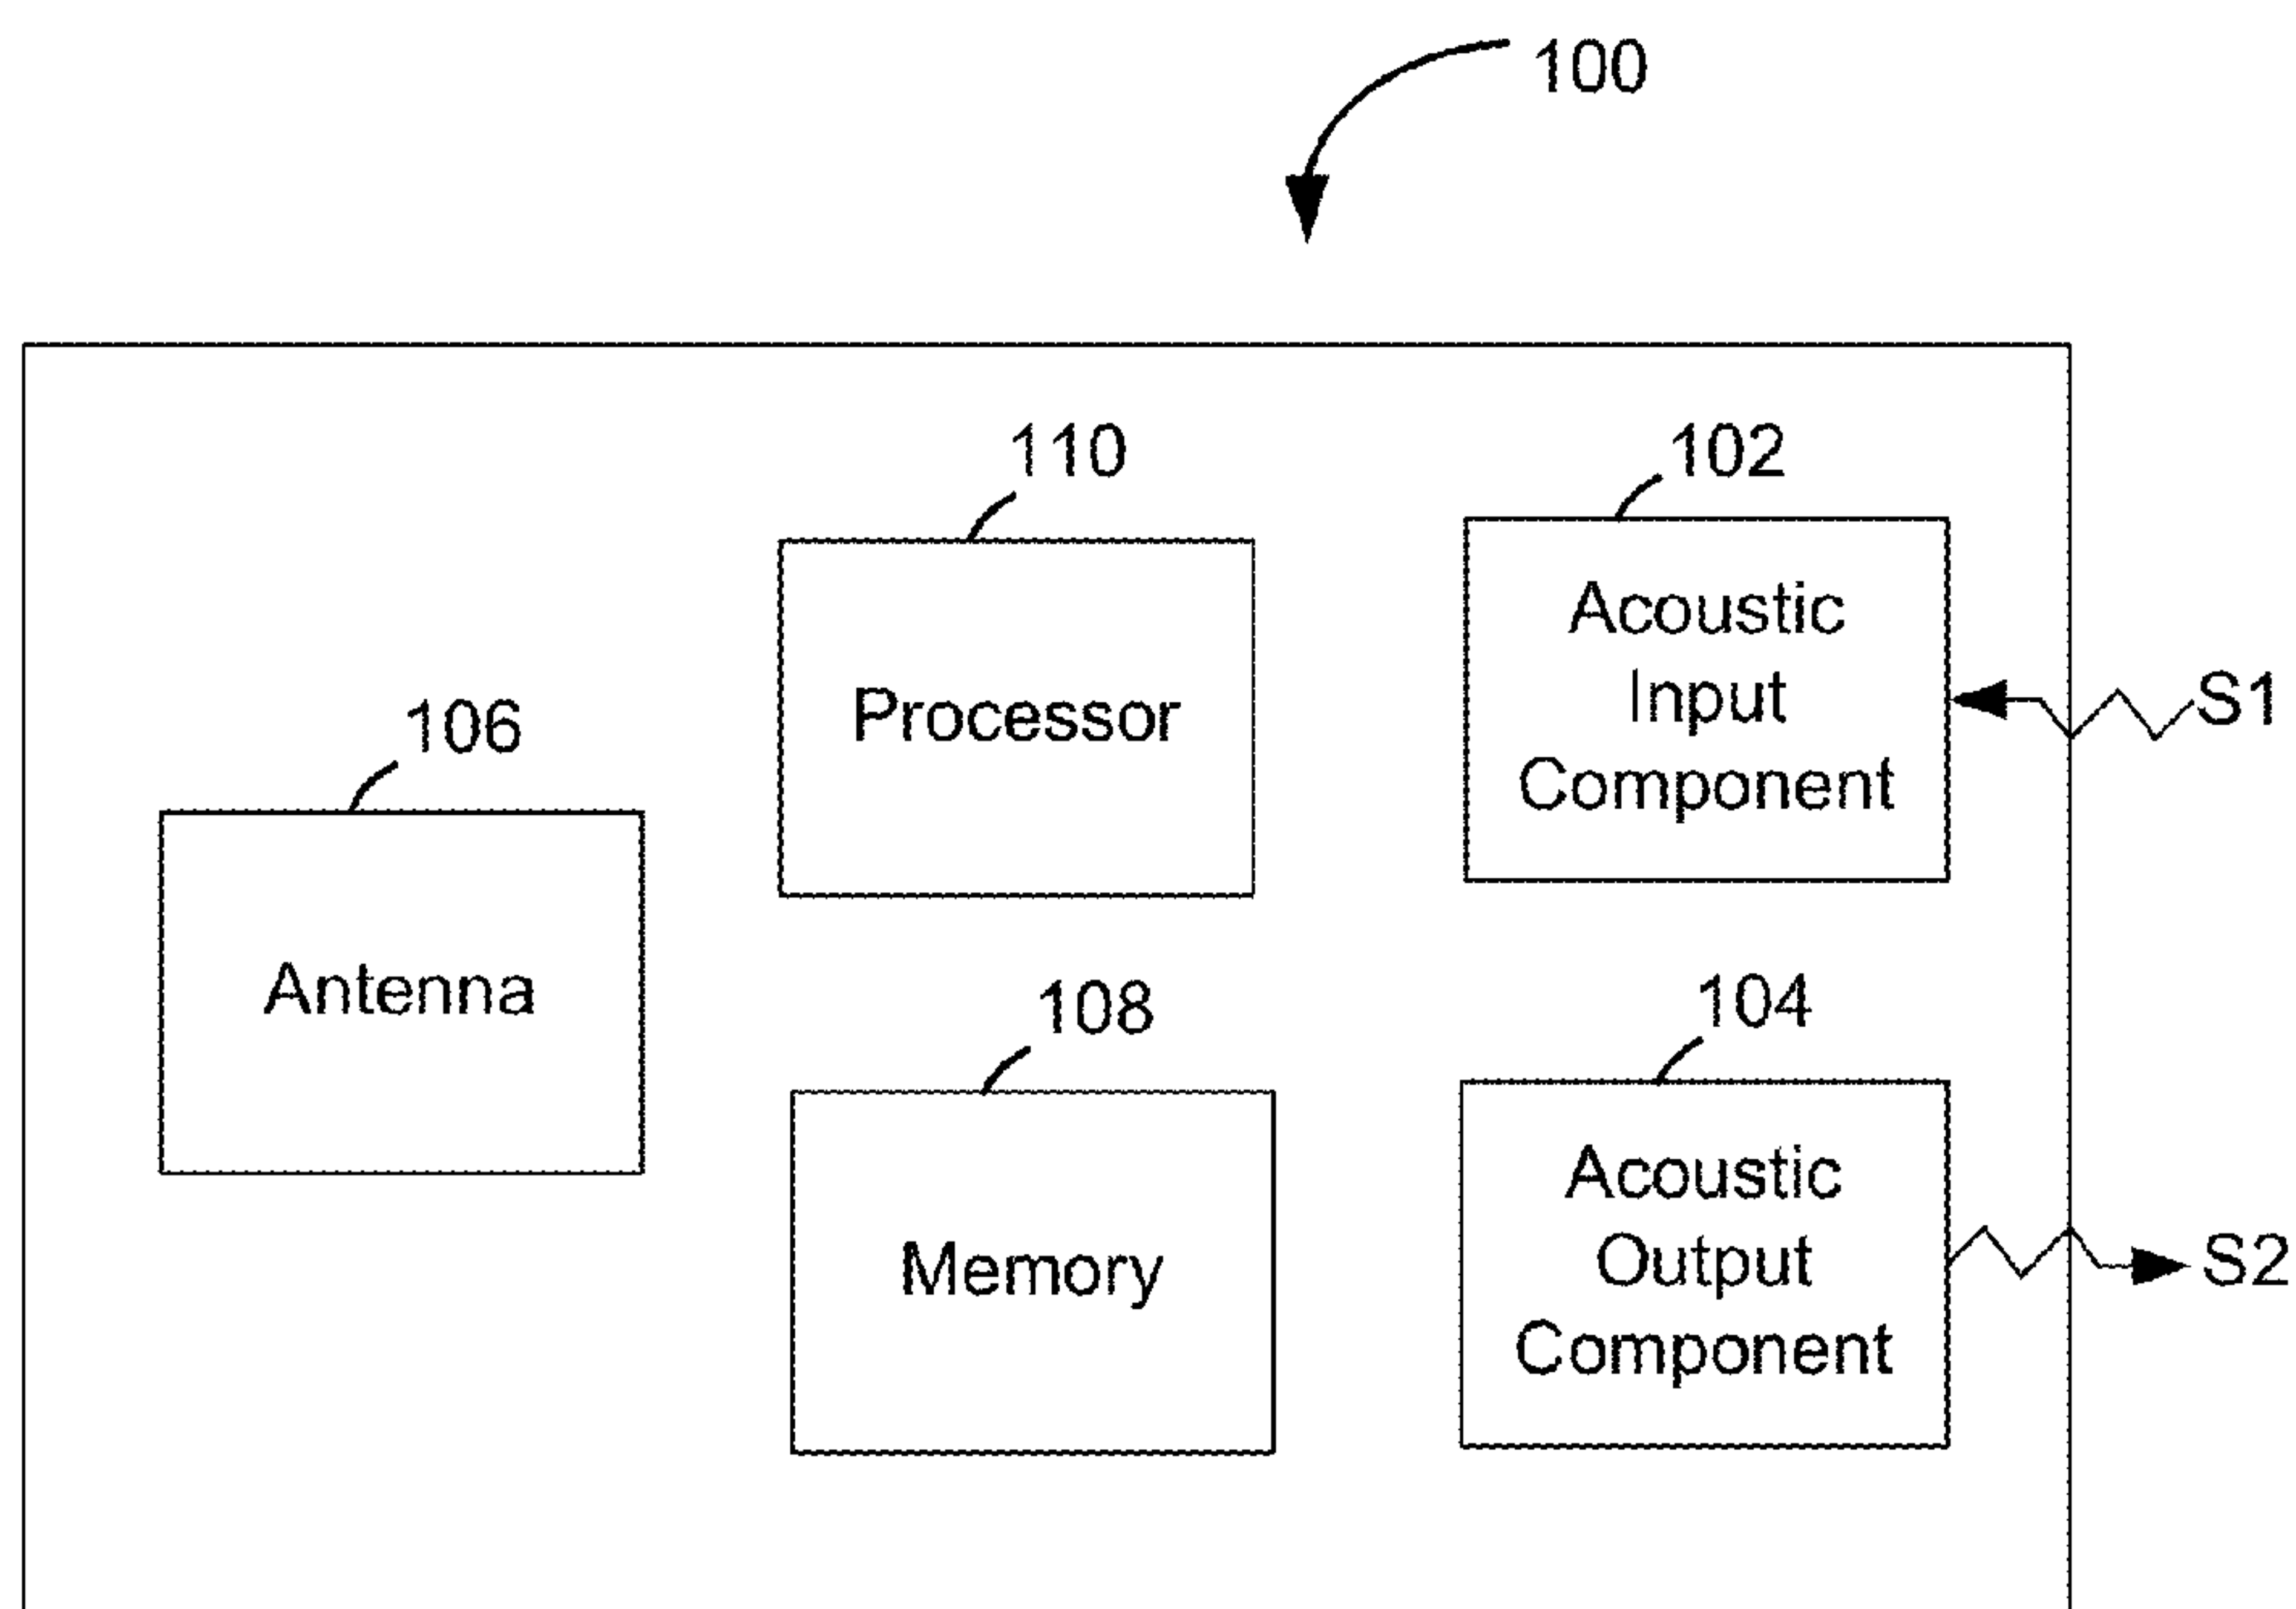 100
110
102
Acoustic
Input
Component
S1
Processor
106
Antenna
108
Memory
104
Acoustic
Output
Component
S2